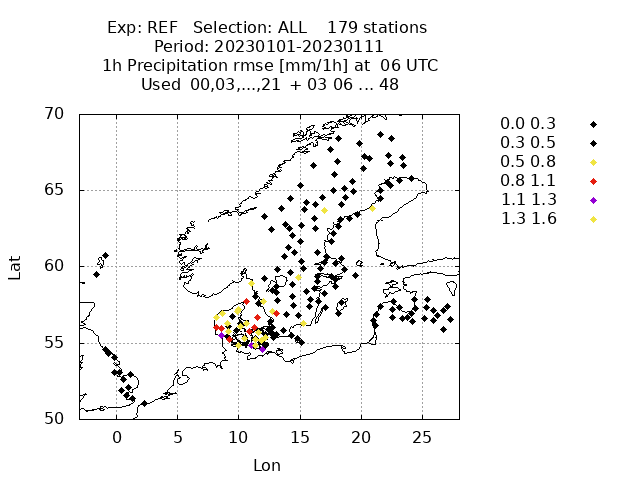 Exp: REF Selection: ALL 179 stations
Period: 20230101-20230111
1h Precipitation rmse [mm/1h] at 06 UTC
Used 00,03,...,21 + 03 06 ... 48
70
65
60
55
50
0 5 10 15 20 25
Lat
Lon
0.0 0.3
0.3 0.5
0.5 0.8
0.8 1.1
1.1 1.3
1.3 1.6